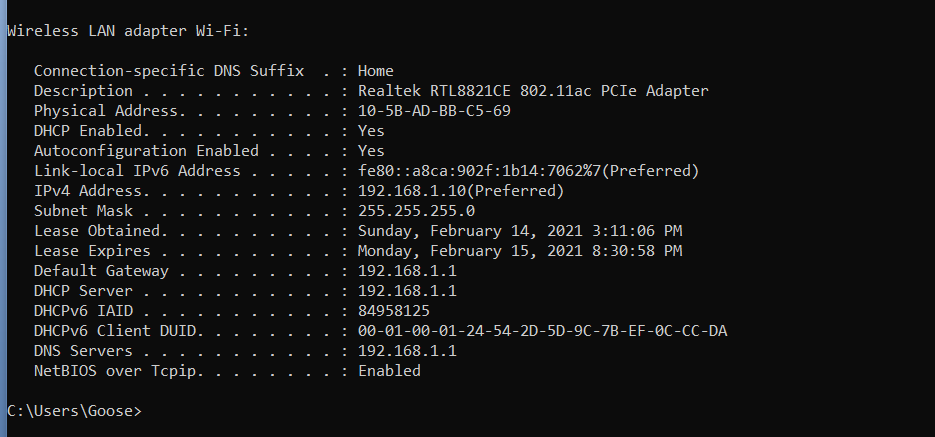 Wireless LAN adapter Wi-Fi:
Connection-specific DNS Suffix . : Home
Description . . . . . . . . . . . : Realtek RTL8821CE 802.11ac PCIe Adapter
Physical Address. . . . . . . . . : 10-5B-AD-BB-C5-69
DHCP Enabled. . . . . . . . . . . : Yes
Autoconfiguration Enabled . . . . : Yes
Link-local IPv6 Address . . . . . : fe80::a8ca:902f:1b14:7062%7(Preferred)
IPv4 Address. . . . . . . . . . . : 192.168.1.10(Preferred)
Subnet Mask . . . . . . . . . . . : 255.255.255.0
Lease Obtained. . . . . . . . . . : Sunday, February 14, 2021 3:11:06 PM
Lease Expires . . . . . . . . . . : Monday, February 15, 2021 8:30:58 PM
Default Gateway . . . . . . . . . : 192.168.1.1
DHCP Server . . . . . . . . . . . : 192.168.1.1
DHCPv6 IAID . . . . . . . . . . . : 84958125
DHCPv6 Client DUID. . . . . . . . : 00-01-00-01-24-54-2D-5D-9C-7B-EF-0C-CC-DA
DNS Servers . . . . . . . . . . . : 192.168.1.1
NetBIOS over Tcpip. . . . . . . . : Enabled
C:\Users\Goose>